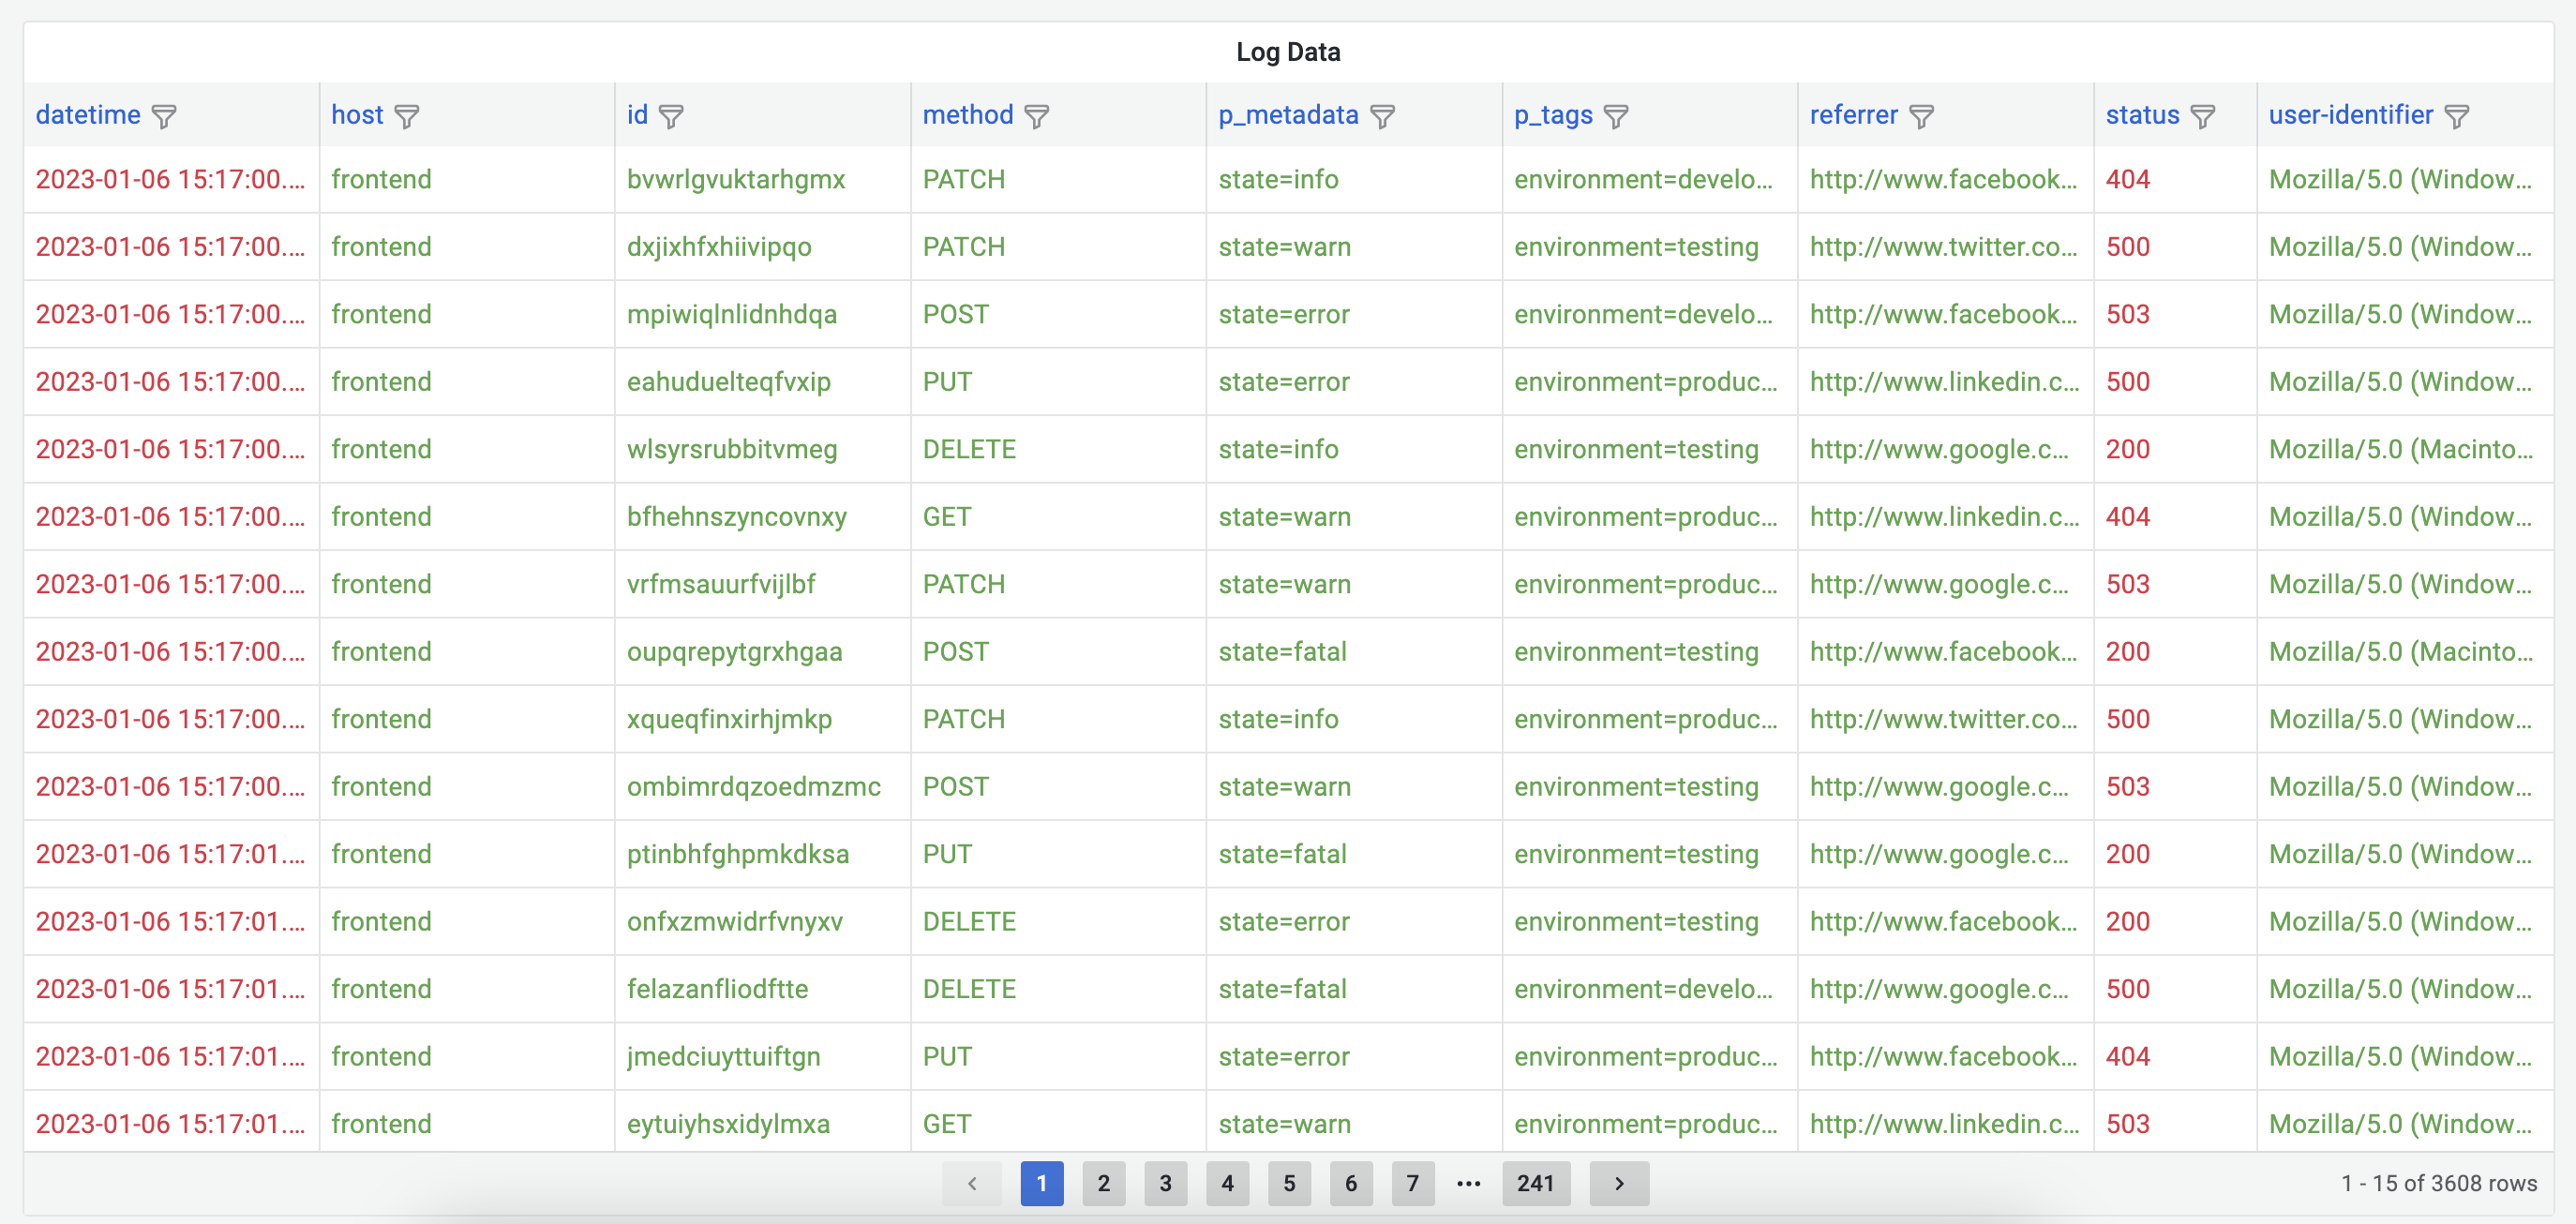 Log Data
datetime host id method p_metadata p_tags referrer status user-identifier
2023-01-06 15:17:00.... frontend bvwrlgvuktarhgmx PATCH state=info environment=develo... http://www.facebook... 404 Mozilla/5.0 (Window...
2023-01-06 15:17:00.... frontend dxjixhfxhiivipqo PATCH state=warn environment=testing http://www.twitter.co... 500 Mozilla/5.0 (Window...
2023-01-06 15:17:00.... frontend mpiwiqlnlidnhdqa POST state=error environment=develo... http://www.facebook... 503 Mozilla/5.0 (Window...
2023-01-06 15:17:00.... frontend eahuduelteqfvxip PUT state=error environment=produc... http://www.linkedin.c... 500 Mozilla/5.0 (Window...
2023-01-06 15:17:00.... frontend wlsyrsrubbitvmeg DELETE state=info environment=testing http://www.google.c... 200 Mozilla/5.0 (Macinto...
2023-01-06 15:17:00.... frontend bfhehnszyncovnxy GET state=warn environment=produc... http://www.linkedin.c... 404 Mozilla/5.0 (Window...
2023-01-06 15:17:00.... frontend vrfmsauurfvijlbf PATCH state=warn environment=produc... http://www.google.c... 503 Mozilla/5.0 (Window...
2023-01-06 15:17:00.... frontend oupqrepytgrxhgaa POST state=fatal environment=testing http://www.facebook... 200 Mozilla/5.0 (Macinto...
2023-01-06 15:17:00.... frontend xqueqfinxirhjmkp PATCH state=info environment=produc... http://www.twitter.co... 500 Mozilla/5.0 (Window...
2023-01-06 15:17:00.... frontend ombimrdqzoedmzmc POST state=warn environment=testing http://www.google.c... 503 Mozilla/5.0 (Window...
2023-01-06 15:17:01.... frontend ptinbhfghpmkdksa PUT state=fatal environment=testing http://www.google.c... 200 Mozilla/5.0 (Window...
2023-01-06 15:17:01.... frontend onfxzmwidrfvnyxv DELETE state=error environment=testing http://www.facebook... 200 Mozilla/5.0 (Window...
2023-01-06 15:17:01.... frontend felazanfliodftte DELETE state=fatal environment=develo... http://www.google.c... 500 Mozilla/5.0 (Window...
2023-01-06 15:17:01.... frontend jmedciuyttuiftgn PUT state=error environment=produc... http://www.facebook... 404 Mozilla/5.0 (Window...
2023-01-06 15:17:01.... frontend eytuiyhsxidylmxa GET state=warn environment=produc... http://www.linkedin.c... 503 Mozilla/5.0 (Window...
< 1 2 3 4 5 6 7 ... 241 > 1 - 15 of 3608 rows